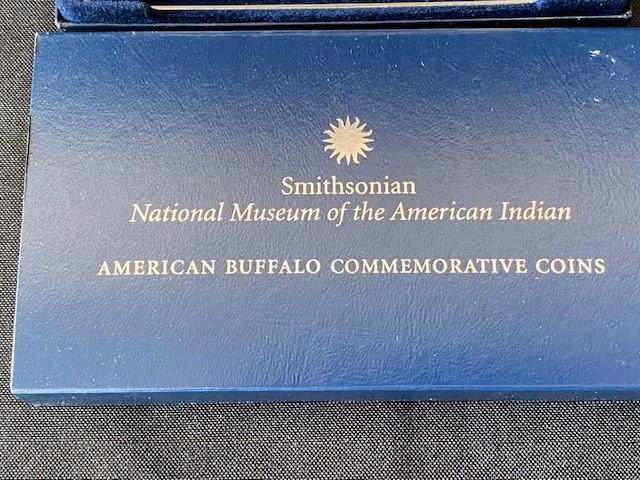 Smithsonian
National Museum of the American Indian
AMERICAN BUFFALO COMMEMORATIVE COINS